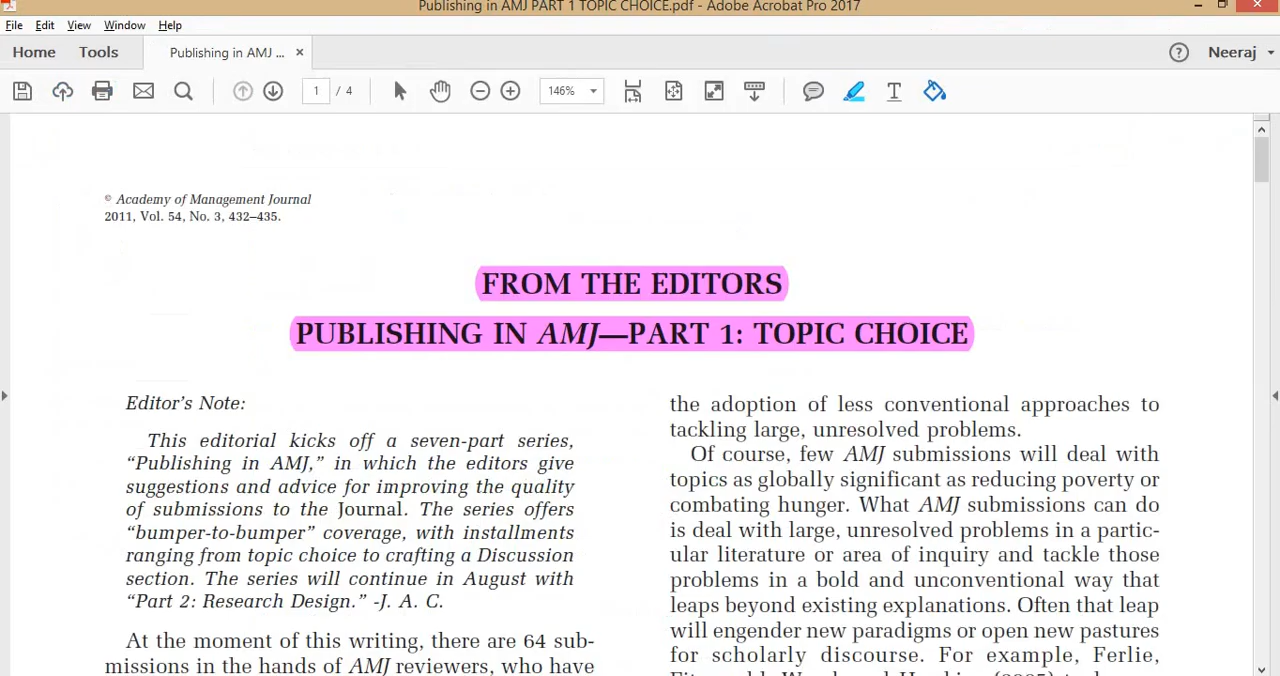 Publishing in AMJ PART 1 TOPIC CHOICE.pdf - Adobe Acrobat Pro 2017
File Edit View Window Help
Home Tools Publishing in AMJ ... × Neeraj
1 / 4 146%
© Academy of Management Journal
2011, Vol. 54, No. 3, 432–435.
FROM THE EDITORS
PUBLISHING IN AMJ—PART 1: TOPIC CHOICE
Editor's Note:
This editorial kicks off a seven-part series,
"Publishing in AMJ," in which the editors give
suggestions and advice for improving the quality
of submissions to the Journal. The series offers
"bumper-to-bumper" coverage, with installments
ranging from topic choice to crafting a Discussion
section. The series will continue in August with
"Part 2: Research Design." -J. A. C.
At the moment of this writing, there are 64 sub-
missions in the hands of AMJ reviewers, who have
the adoption of less conventional approaches to
tackling large, unresolved problems.
Of course, few AMJ submissions will deal with
topics as globally significant as reducing poverty or
combating hunger. What AMJ submissions can do
is deal with large, unresolved problems in a partic-
ular literature or area of inquiry and tackle those
problems in a bold and unconventional way that
leaps beyond existing explanations. Often that leap
will engender new paradigms or open new pastures
for scholarly discourse. For example, Ferlie,